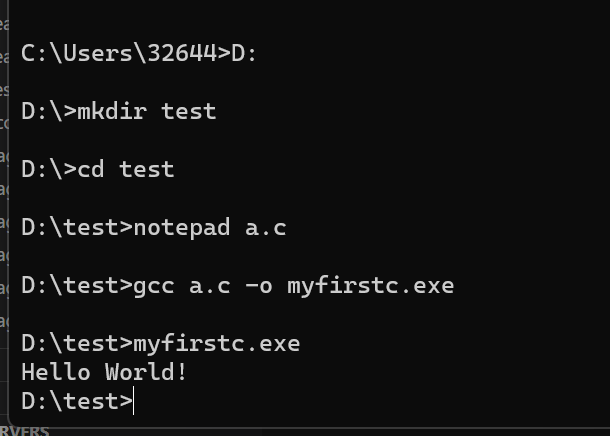 C:\Users\32644>D:
D:\>mkdir test
D:\>cd test
D:\test>notepad a.c
D:\test>gcc a.c -o myfirstc.exe
D:\test>myfirstc.exe
Hello World!
D:\test>